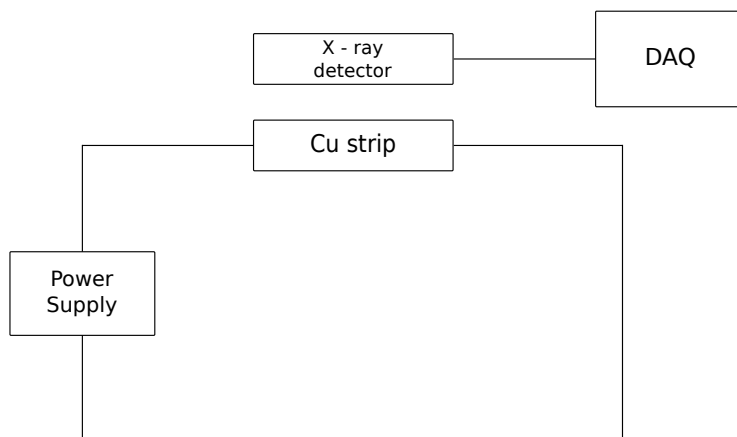 X - ray
detector
DAQ
Cu strip
Power
Supply